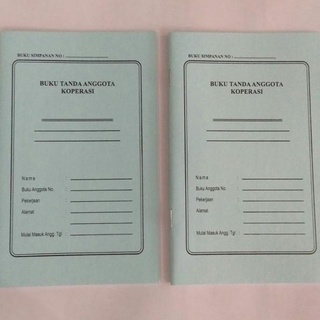 BUKU SIMPANAN NO :
BUKU TANDA ANGGOTA
KOPERASI
Nama :
Buku Anggota No. :
Pekerjaan :
Alamat :
Mulai Masuk Angg. Tgl :
BUKU SIMPANAN NO :
BUKU TANDA ANGGOTA
KOPERASI
Nama :
Buku Anggota No. :
Pekerjaan :
Alamat :
Mulai Masuk Angg. Tgl :